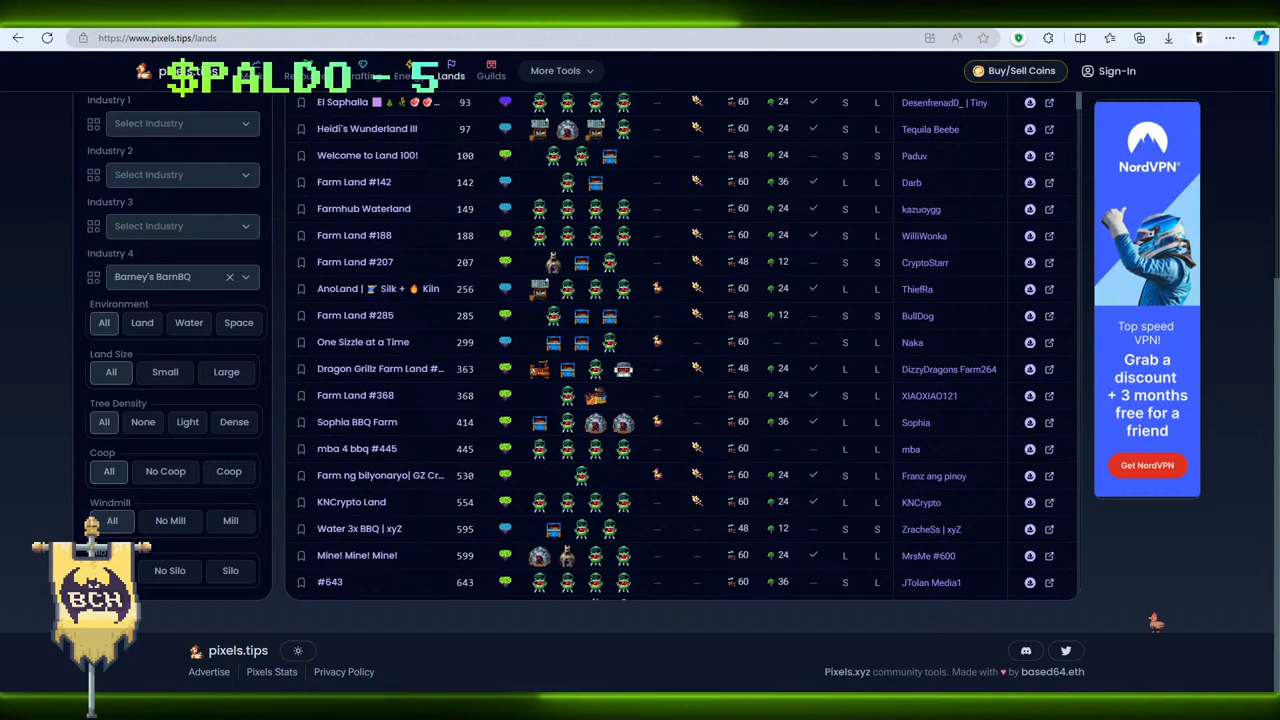 https://www.pixels.tips/lands
pixels.tips
$PALDO - 5
Lands
Guilds
More Tools
Buy/Sell Coins
Sign-In
Industry 1
Select Industry
Industry 2
Select Industry
Industry 3
Select Industry
Industry 4
Barney's BarnBQ
Environment
All Land Water Space
Land Size
All Small Large
Tree Density
All None Light Dense
Coop
All No Coop Coop
Windmill
All No Mill Mill
No Silo Silo
BCH
El Saphalla 93 60 24 S L Desenfrenad0_ | Tiny
Heidi's Wunderland III 97 60 24 S L Tequila Beebe
Welcome to Land 100! 100 48 24 S S Paduv
Farm Land #142 142 60 36 L L Darb
Farmhub Waterland 149 60 24 S L kazuoygg
Farm Land #188 188 60 24 S L WilliWonka
Farm Land #207 207 48 12 S S CryptoStarr
AnoLand | Silk + Kiln 256 60 24 L L ThiefRa
Farm Land #285 285 48 12 S S BullDog
One Sizzle at a Time 299 60 — — S L Naka
Dragon Grillz Farm Land #... 363 48 24 S L DizzyDragons Farm264
Farm Land #368 368 60 24 S L XIAOXIAO121
Sophia BBQ Farm 414 60 36 L L Sophia
mba 4 bbq #445 445 60 — — L L mba
Farm ng bilyonaryo| GZ Cr... 530 60 24 S L Franz ang pinoy
KNCrypto Land 554 60 24 L L KNCrypto
Water 3x BBQ | xyZ 595 48 12 S S ZracheSs | xyZ
Mine! Mine! Mine! 599 60 24 L L MrsMe #600
#643 643 60 36 S L JTolan Media1
NordVPN®
Top speed
VPN!
Grab a
discount
+ 3 months
free for a
friend
Get NordVPN
pixels.tips
Advertise Pixels Stats Privacy Policy
Pixels.xyz community tools. Made with ♥ by based64.eth